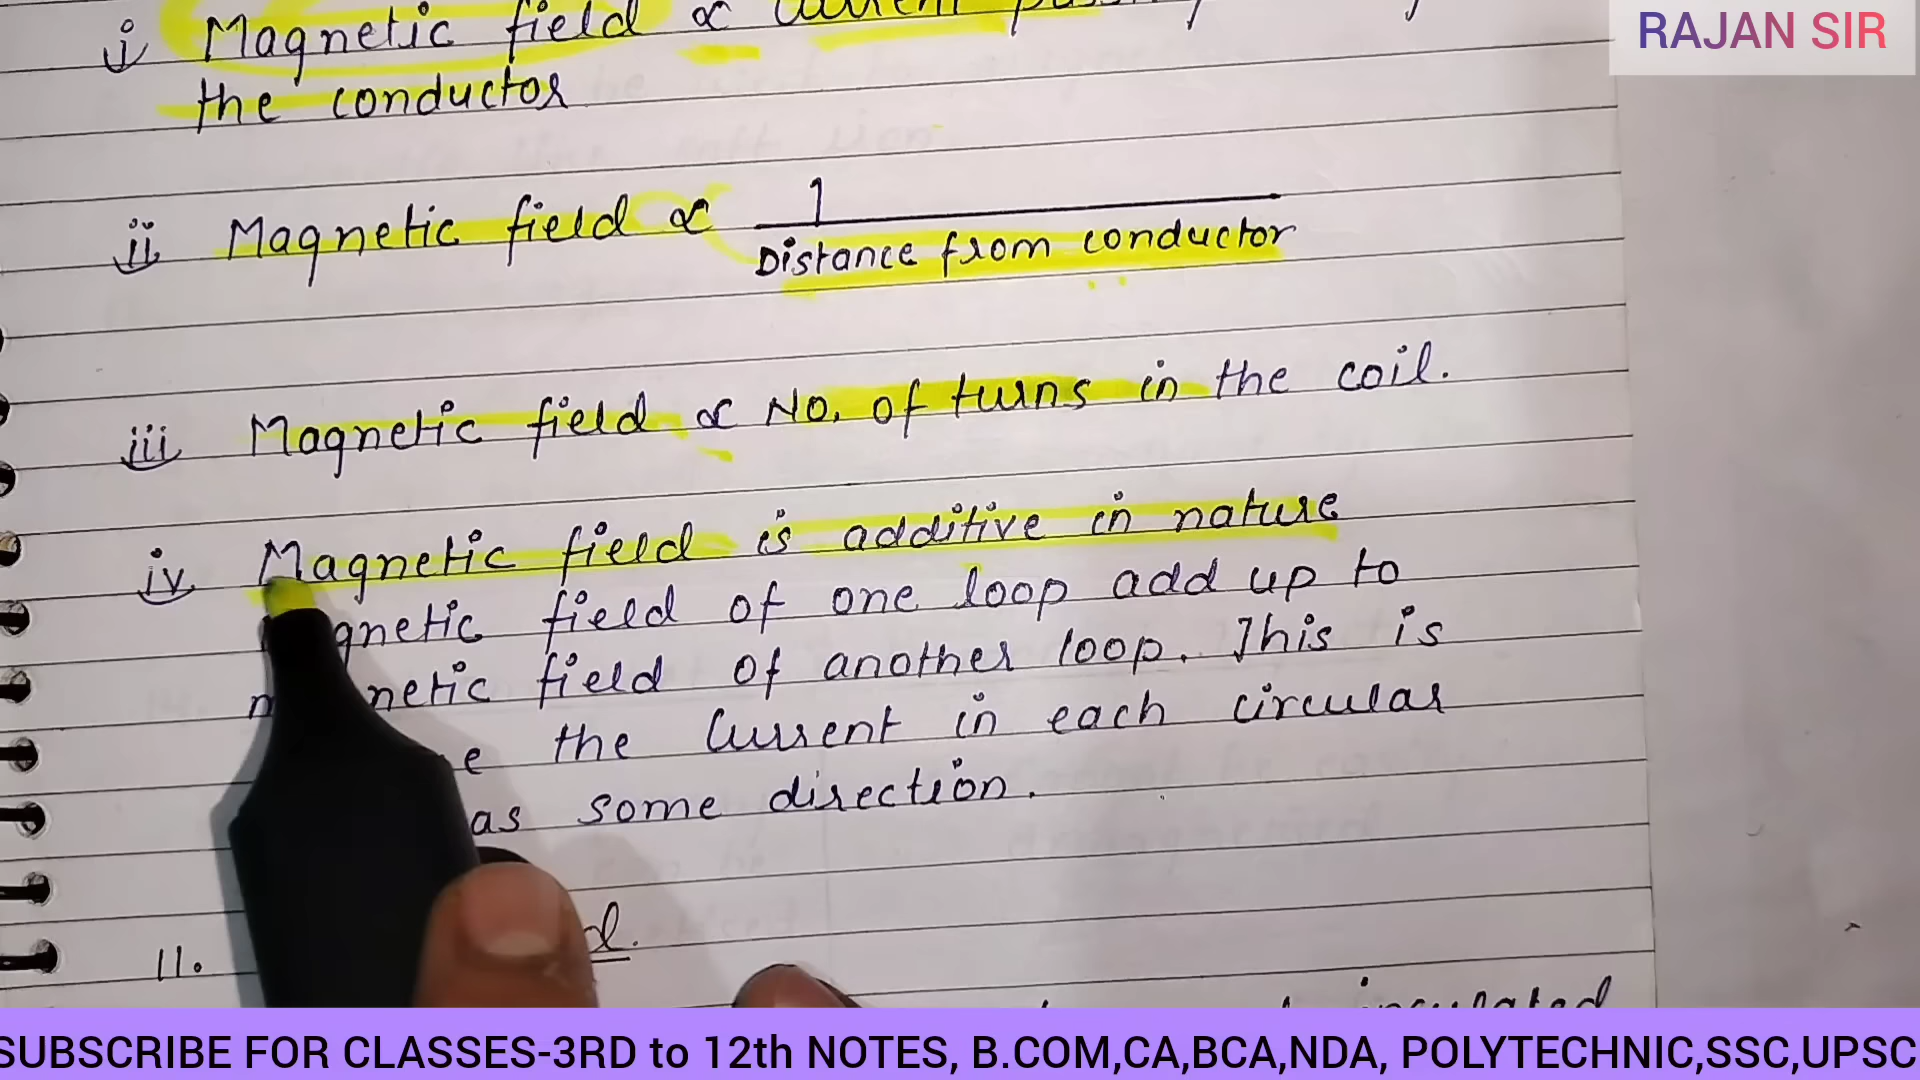 RAJAN SIR
i Magnetic field ∝ current
the conductor
ii Magnetic field ∝ 1
Distance from conductor
iii Magnetic field ∝ No. of turns in the coil.
iv Magnetic field is additive in nature
gnetic field of one loop add up to
netic field of another loop. This is
e the Current in each circular
as some direction.
11.
SUBSCRIBE FOR CLASSES-3RD to 12th NOTES, B.COM,CA,BCA,NDA, POLYTECHNIC,SSC,UPSC